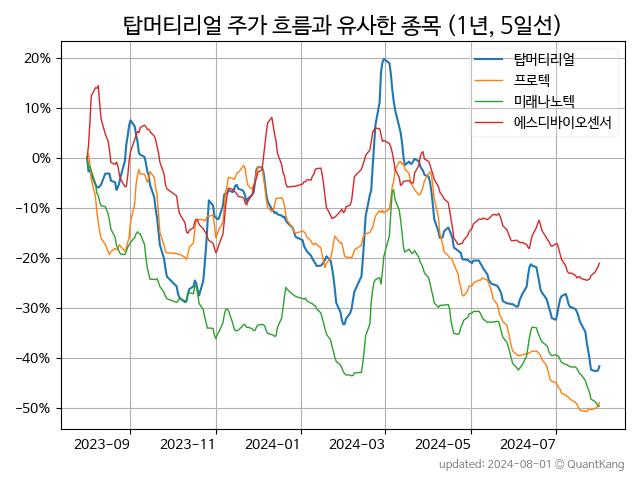 탑머티리얼 주가 흐름과 유사한 종목 (1년, 5일선)
탑머티리얼
프로텍
미래나노텍
에스디바이오센서
20%
10%
0%
−10%
−20%
−30%
−40%
−50%
2023−09 2023−11 2024−01 2024−03 2024−05 2024−07
updated: 2024-08-01 © QuantKang